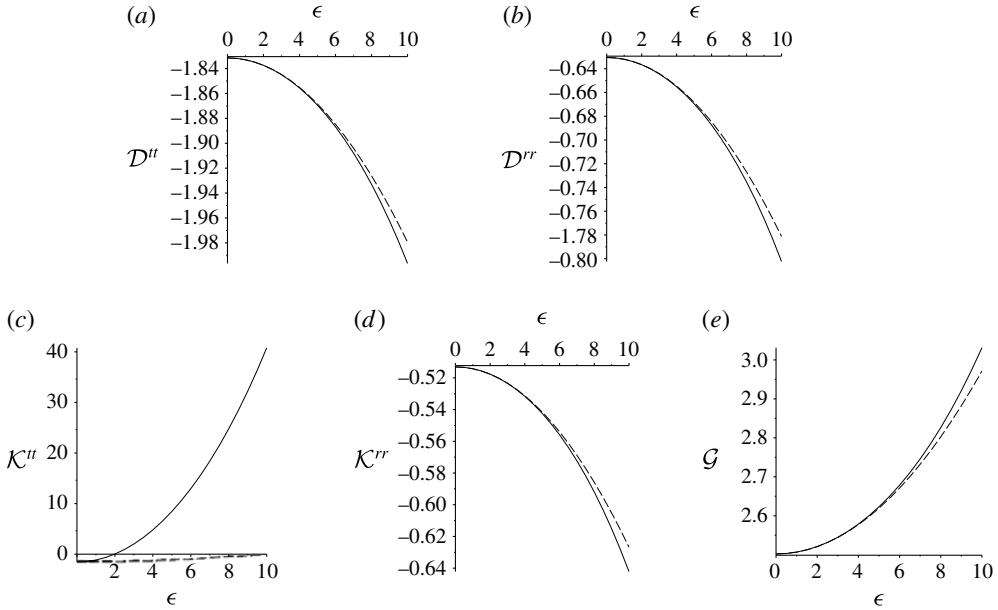 (a)
ϵ
0 2 4 6 8 10
–1.84
–1.86
–1.88
–1.90
–1.92
–1.94
–1.96
–1.98
𝒟^tt
(b)
ϵ
0 2 4 6 8 10
–0.64
–0.66
–0.68
–0.70
–0.72
–0.74
–0.76
–1.78
–0.80
𝒟^rr
(c)
40
30
20
10
0
𝒦^tt
2 4 6 8 10
ϵ
(d)
ϵ
0 2 4 6 8 10
–0.52
–0.54
–0.56
–0.58
–0.60
–0.62
–0.64
𝒦^rr
(e)
3.0
2.9
2.8
2.7
2.6
𝒢
0 2 4 6 8 10
ϵ